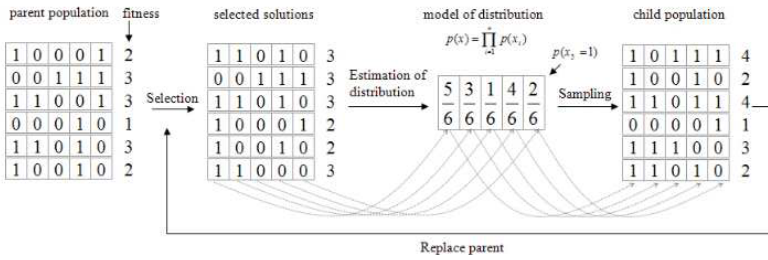 parent population
fitness
1 0 0 0 1 2
0 0 1 1 1 3
1 1 0 0 1 3
0 0 0 1 0 1
1 1 0 1 0 3
1 0 0 1 0 2
Selection
selected solutions
1 1 0 1 0 3
0 0 1 1 1 3
1 1 0 1 0 3
1 0 0 0 1 2
1 0 0 1 0 2
1 1 0 0 0 3
Estimation of
distribution
model of distribution
p(x) = ∏ i=1 n p(xᵢ)
p(x₅ =1)
5 3 1 4 2
6 6 6 6 6
Sampling
child population
1 0 1 1 1 4
1 0 0 1 0 2
1 1 0 1 1 4
0 0 0 0 1 1
1 1 1 0 0 3
1 1 0 1 0 2
Replace parent